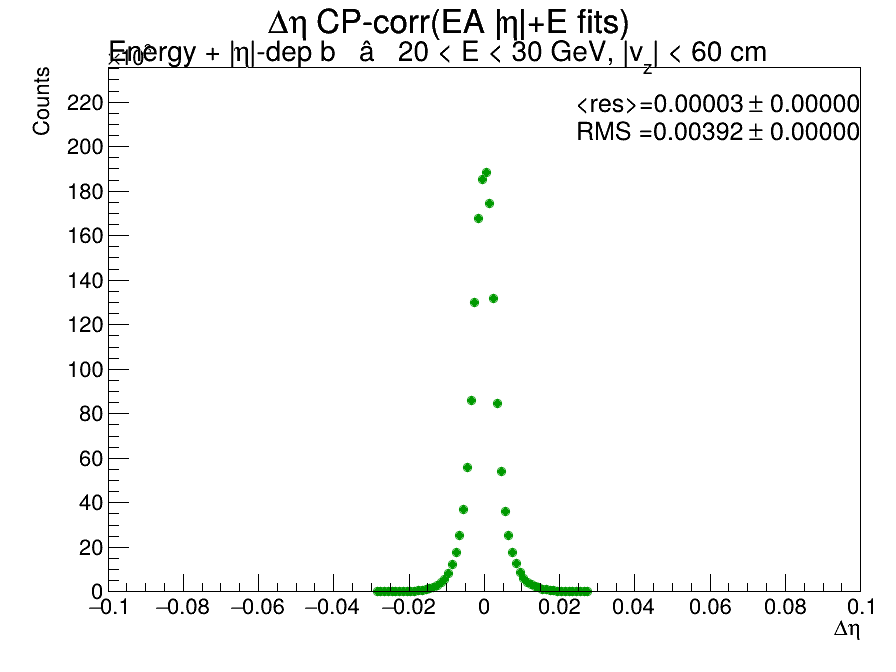 Δη CP-corr(EA |η|+E fits)
Energy + |η|-dep b â 20 < E < 30 GeV, |v_z| < 60 cm
Counts
<res>=0.00003 ± 0.00000
RMS =0.00392 ± 0.00000
220
200
180
160
140
120
100
80
60
40
20
0
−0.1 −0.08 −0.06 −0.04 −0.02 0 0.02 0.04 0.06 0.08 0.1
Δη